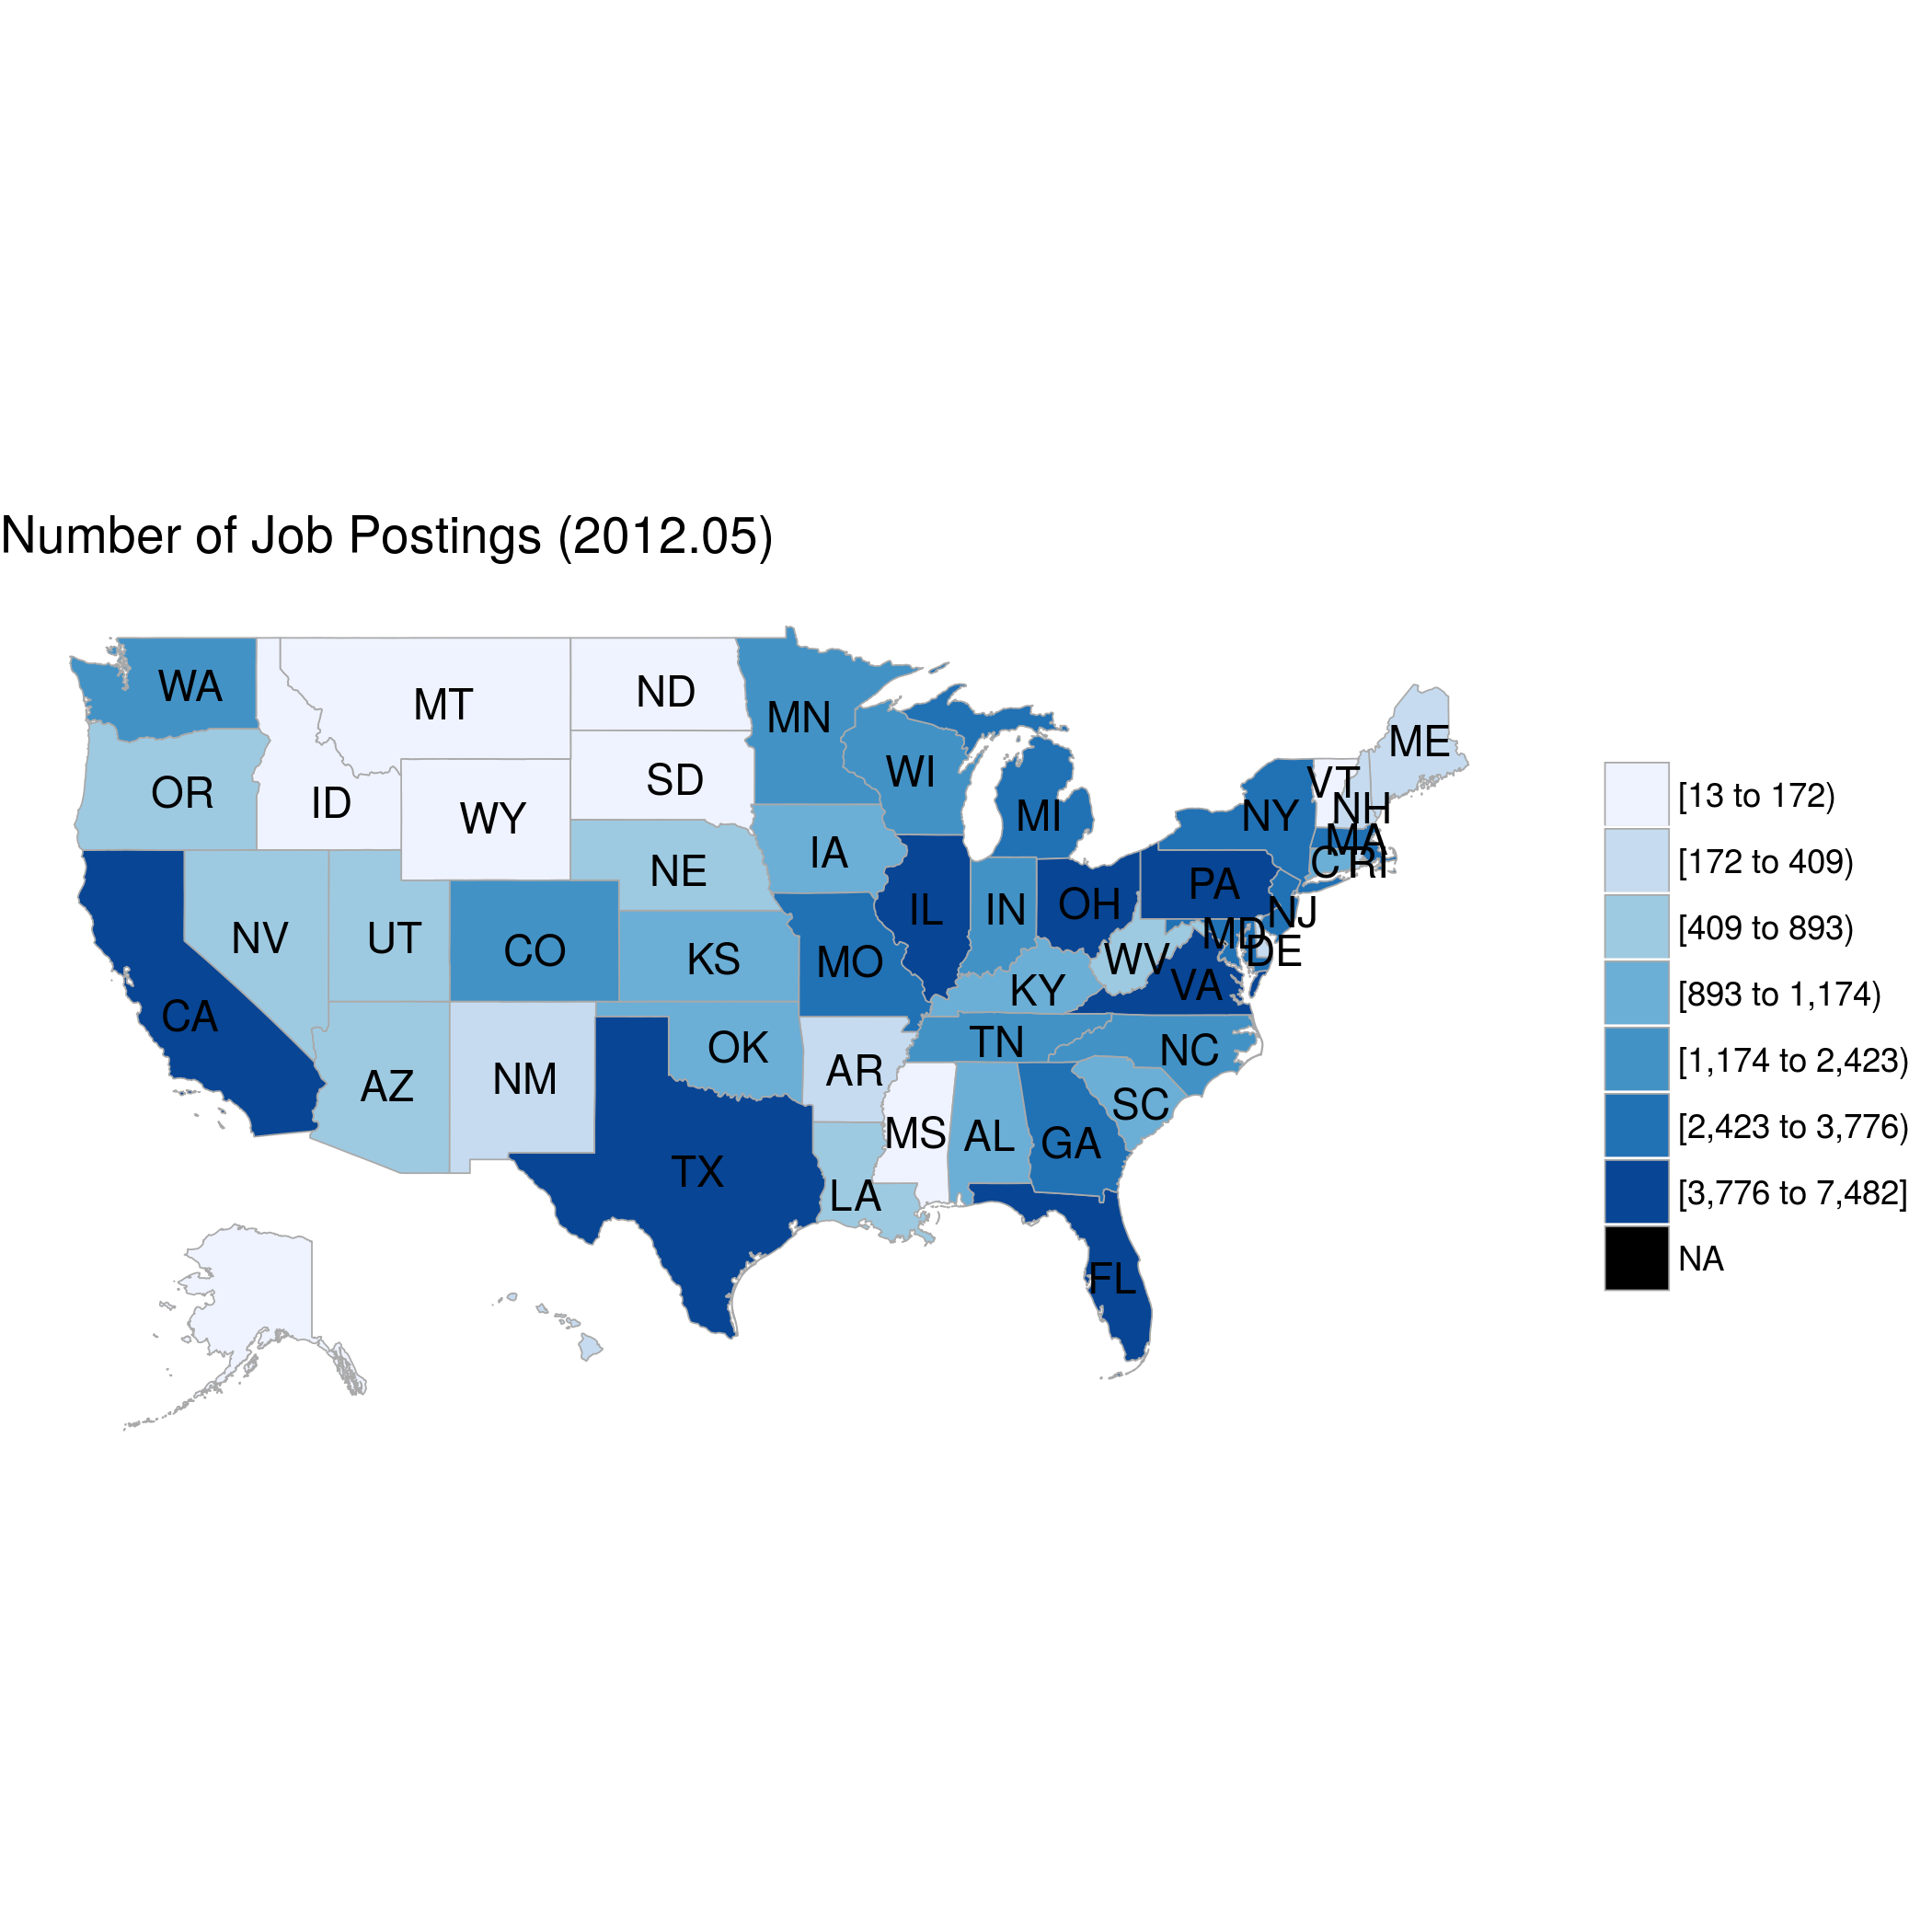 Number of Job Postings (2012.05)
WA
MT
ND
MN
ME
OR
ID
WY
SD
WI
MI
NY
VT
NH
MA
RI
NE
IA
PA
NJ
NV
UT
CO
KS
MO
IL
IN
OH
MD
DE
WV
VA
KY
CA
AZ
NM
OK
AR
TN
NC
SC
MS
AL
GA
TX
LA
FL
[13 to 172)
[172 to 409)
[409 to 893)
[893 to 1,174)
[1,174 to 2,423)
[2,423 to 3,776)
[3,776 to 7,482]
NA